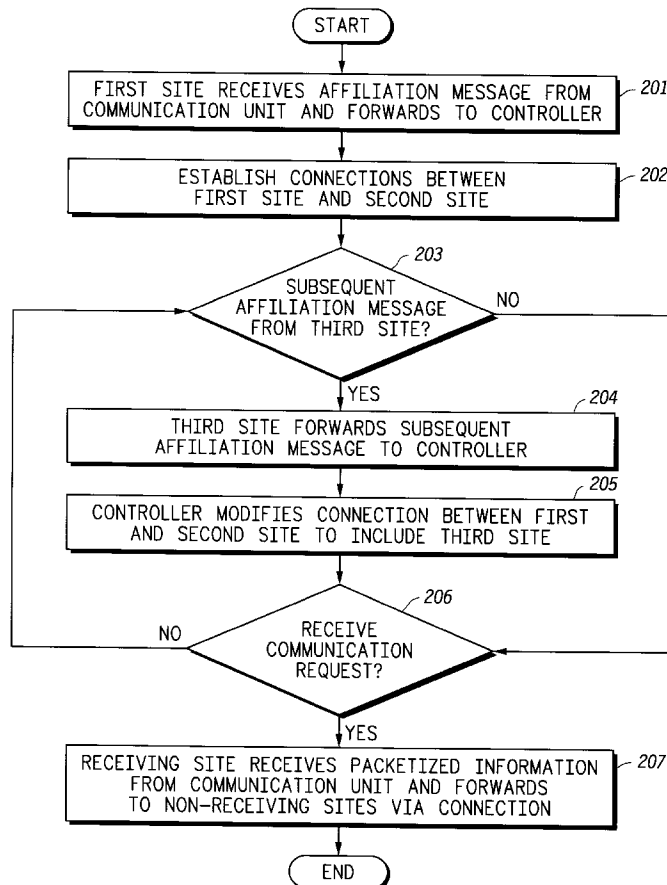 START
FIRST SITE RECEIVES AFFILIATION MESSAGE FROM
COMMUNICATION UNIT AND FORWARDS TO CONTROLLER
201
ESTABLISH CONNECTIONS BETWEEN
FIRST SITE AND SECOND SITE
202
203
SUBSEQUENT
AFFILIATION MESSAGE
FROM THIRD SITE?
NO
YES
204
THIRD SITE FORWARDS SUBSEQUENT
AFFILIATION MESSAGE TO CONTROLLER
205
CONTROLLER MODIFIES CONNECTION BETWEEN FIRST
AND SECOND SITE TO INCLUDE THIRD SITE
206
NO
RECEIVE
COMMUNICATION
REQUEST?
YES
RECEIVING SITE RECEIVES PACKETIZED INFORMATION
FROM COMMUNICATION UNIT AND FORWARDS
TO NON-RECEIVING SITES VIA CONNECTION
207
END